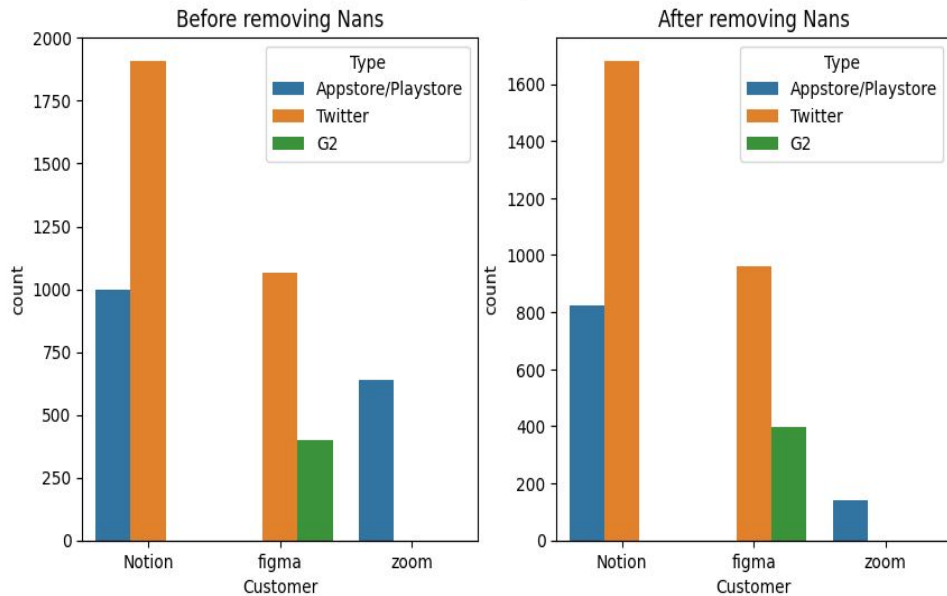 Before removing Nans
2000
1750
1500
1250
1000
750
500
250
0
count
Type
Appstore/Playstore
Twitter
G2
Notion
figma
zoom
Customer
After removing Nans
1600
1400
1200
1000
800
600
400
200
0
count
Type
Appstore/Playstore
Twitter
G2
Notion
figma
zoom
Customer